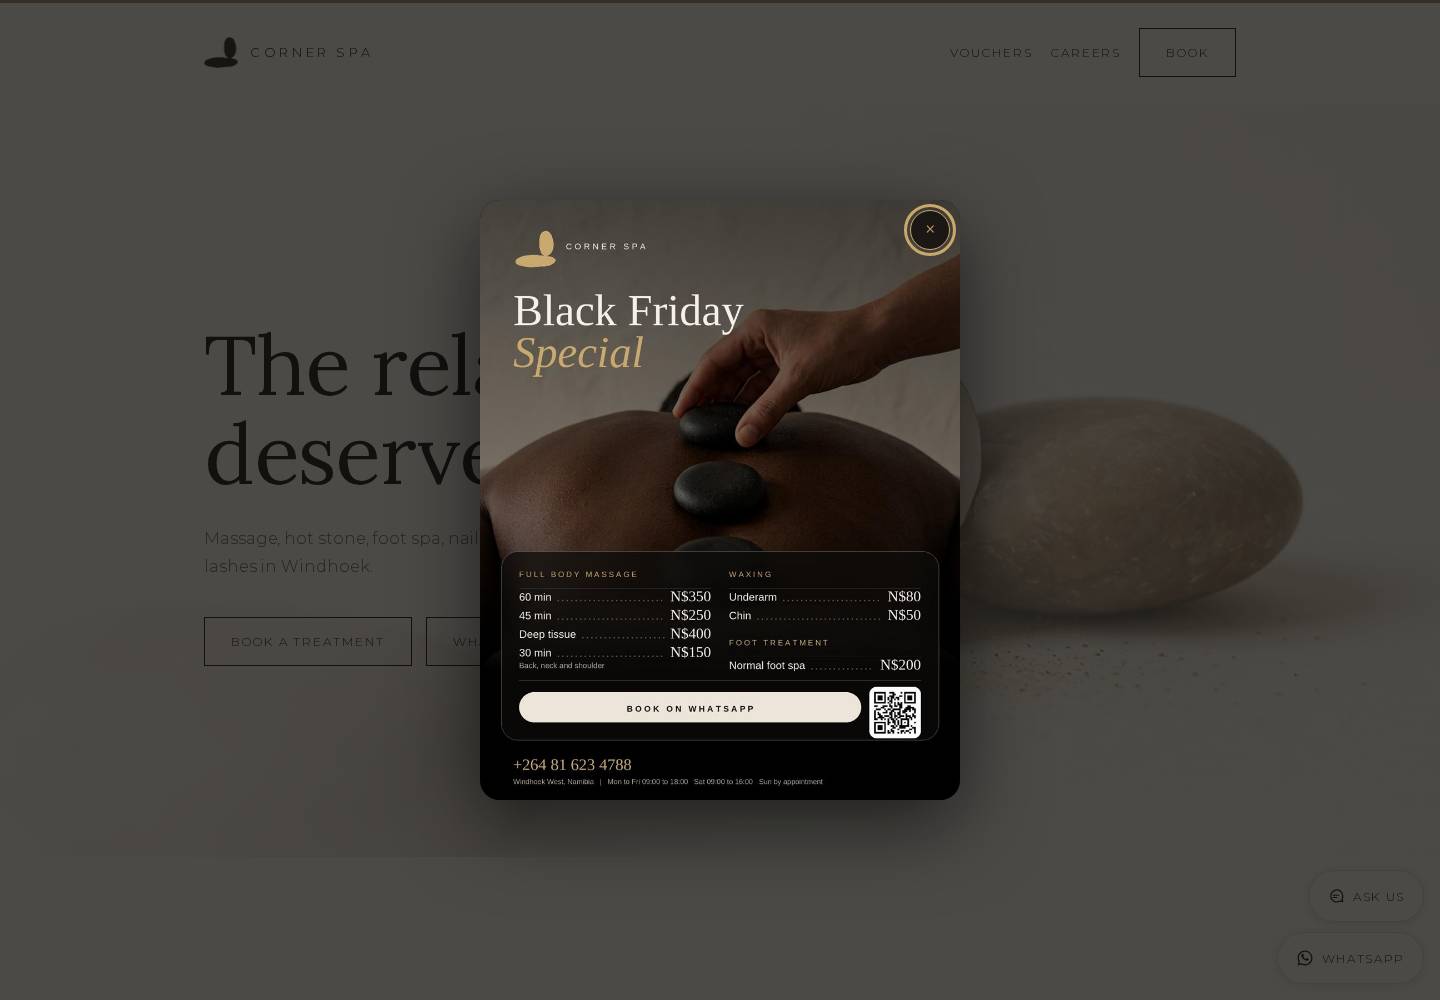 CORNER SPA
VOUCHERS CAREERS BOOK
CORNER SPA
×
Black Friday
Special
The rela
deserve
Massage, hot stone, foot spa, nail
lashes in Windhoek.
BOOK A TREATMENT
FULL BODY MASSAGE
60 min N$350
45 min N$250
Deep tissue N$400
30 min N$150
Back, neck and shoulder
WAXING
Underarm N$80
Chin N$50
FOOT TREATMENT
Normal foot spa N$200
BOOK ON WHATSAPP
+264 81 623 4788
Windhoek West, Namibia | Mon to Fri 09:00 to 18:00 Sat 09:00 to 16:00 Sun by appointment
ASK US
WHATSAPP